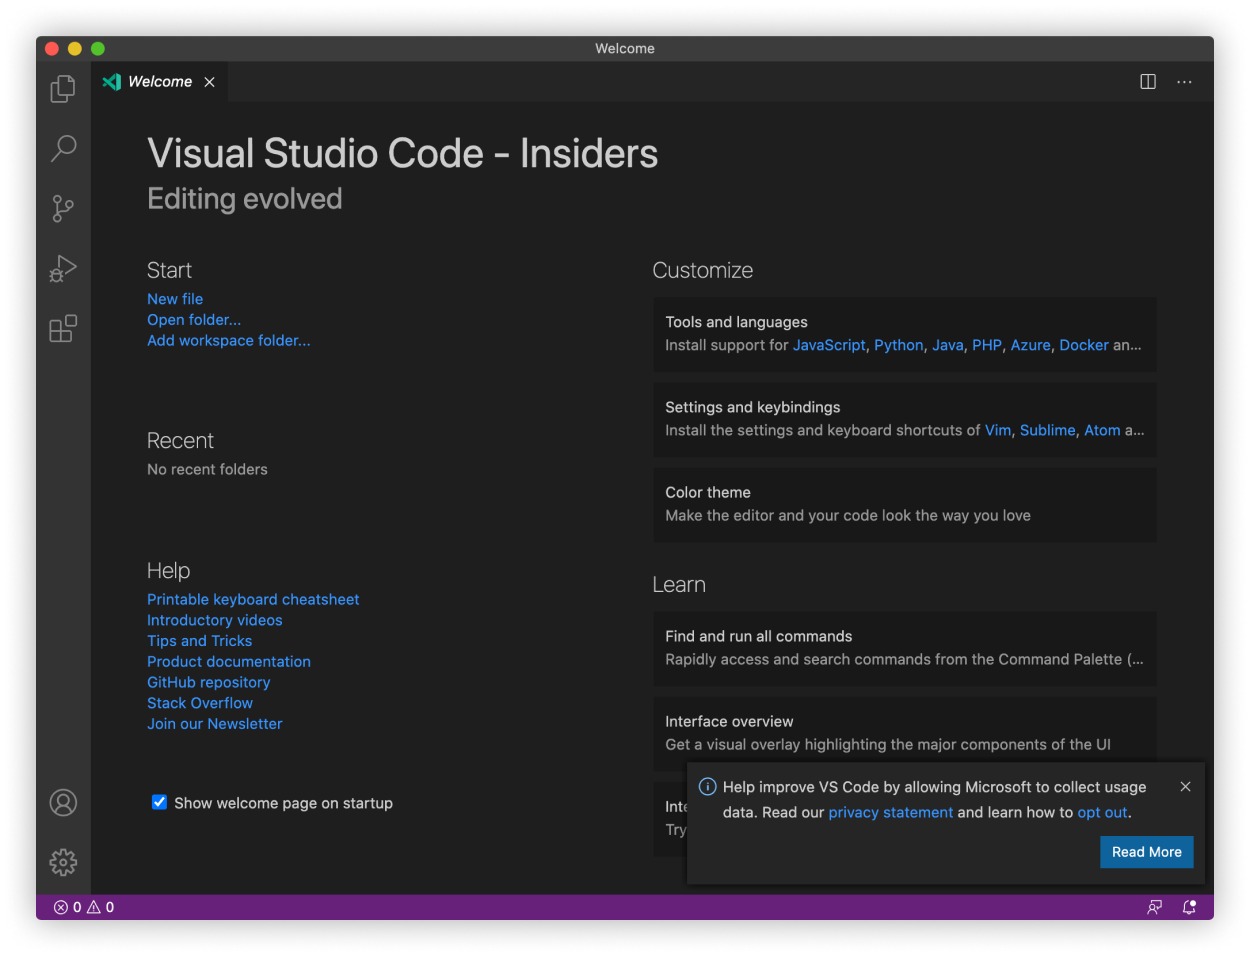 Welcome
Welcome
Visual Studio Code - Insiders
Editing evolved
Start
New file
Open folder...
Add workspace folder...
Recent
No recent folders
Help
Printable keyboard cheatsheet
Introductory videos
Tips and Tricks
Product documentation
GitHub repository
Stack Overflow
Join our Newsletter
Show welcome page on startup
Customize
Tools and languages
Install support for JavaScript, Python, Java, PHP, Azure, Docker an...
Settings and keybindings
Install the settings and keyboard shortcuts of Vim, Sublime, Atom a...
Color theme
Make the editor and your code look the way you love
Learn
Find and run all commands
Rapidly access and search commands from the Command Palette (...
Interface overview
Get a visual overlay highlighting the major components of the UI
Try
Help improve VS Code by allowing Microsoft to collect usage
data. Read our privacy statement and learn how to opt out.
Read More
0 0